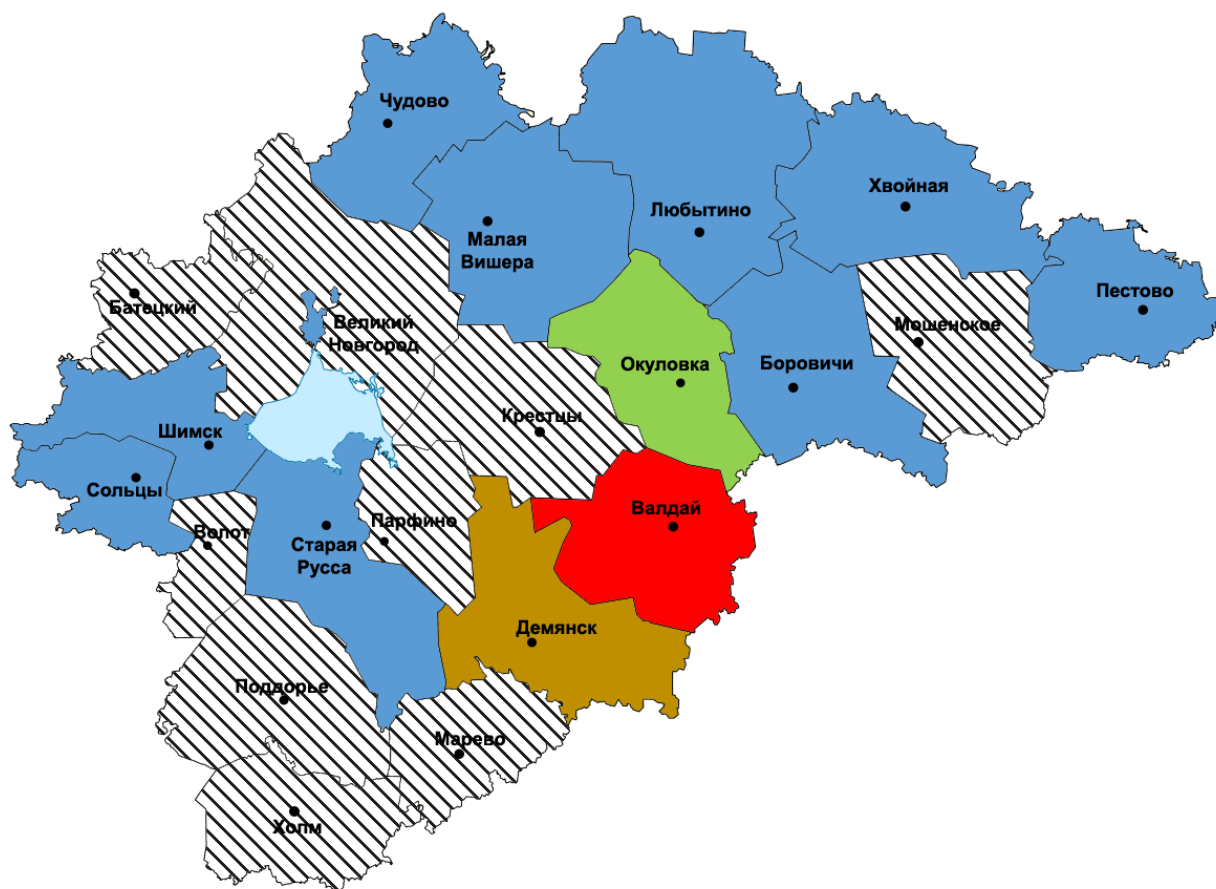 Чудово
Хвойная
Любытино
Малая
Вишера
Пестово
Батецкий
Великий
Новгород
Мошенское
Окуловка
Боровичи
Крестцы
Шимск
Сольцы
Валдай
Парфино
Волот
Старая
Русса
Демянск
Поддорье
Марево
Холм